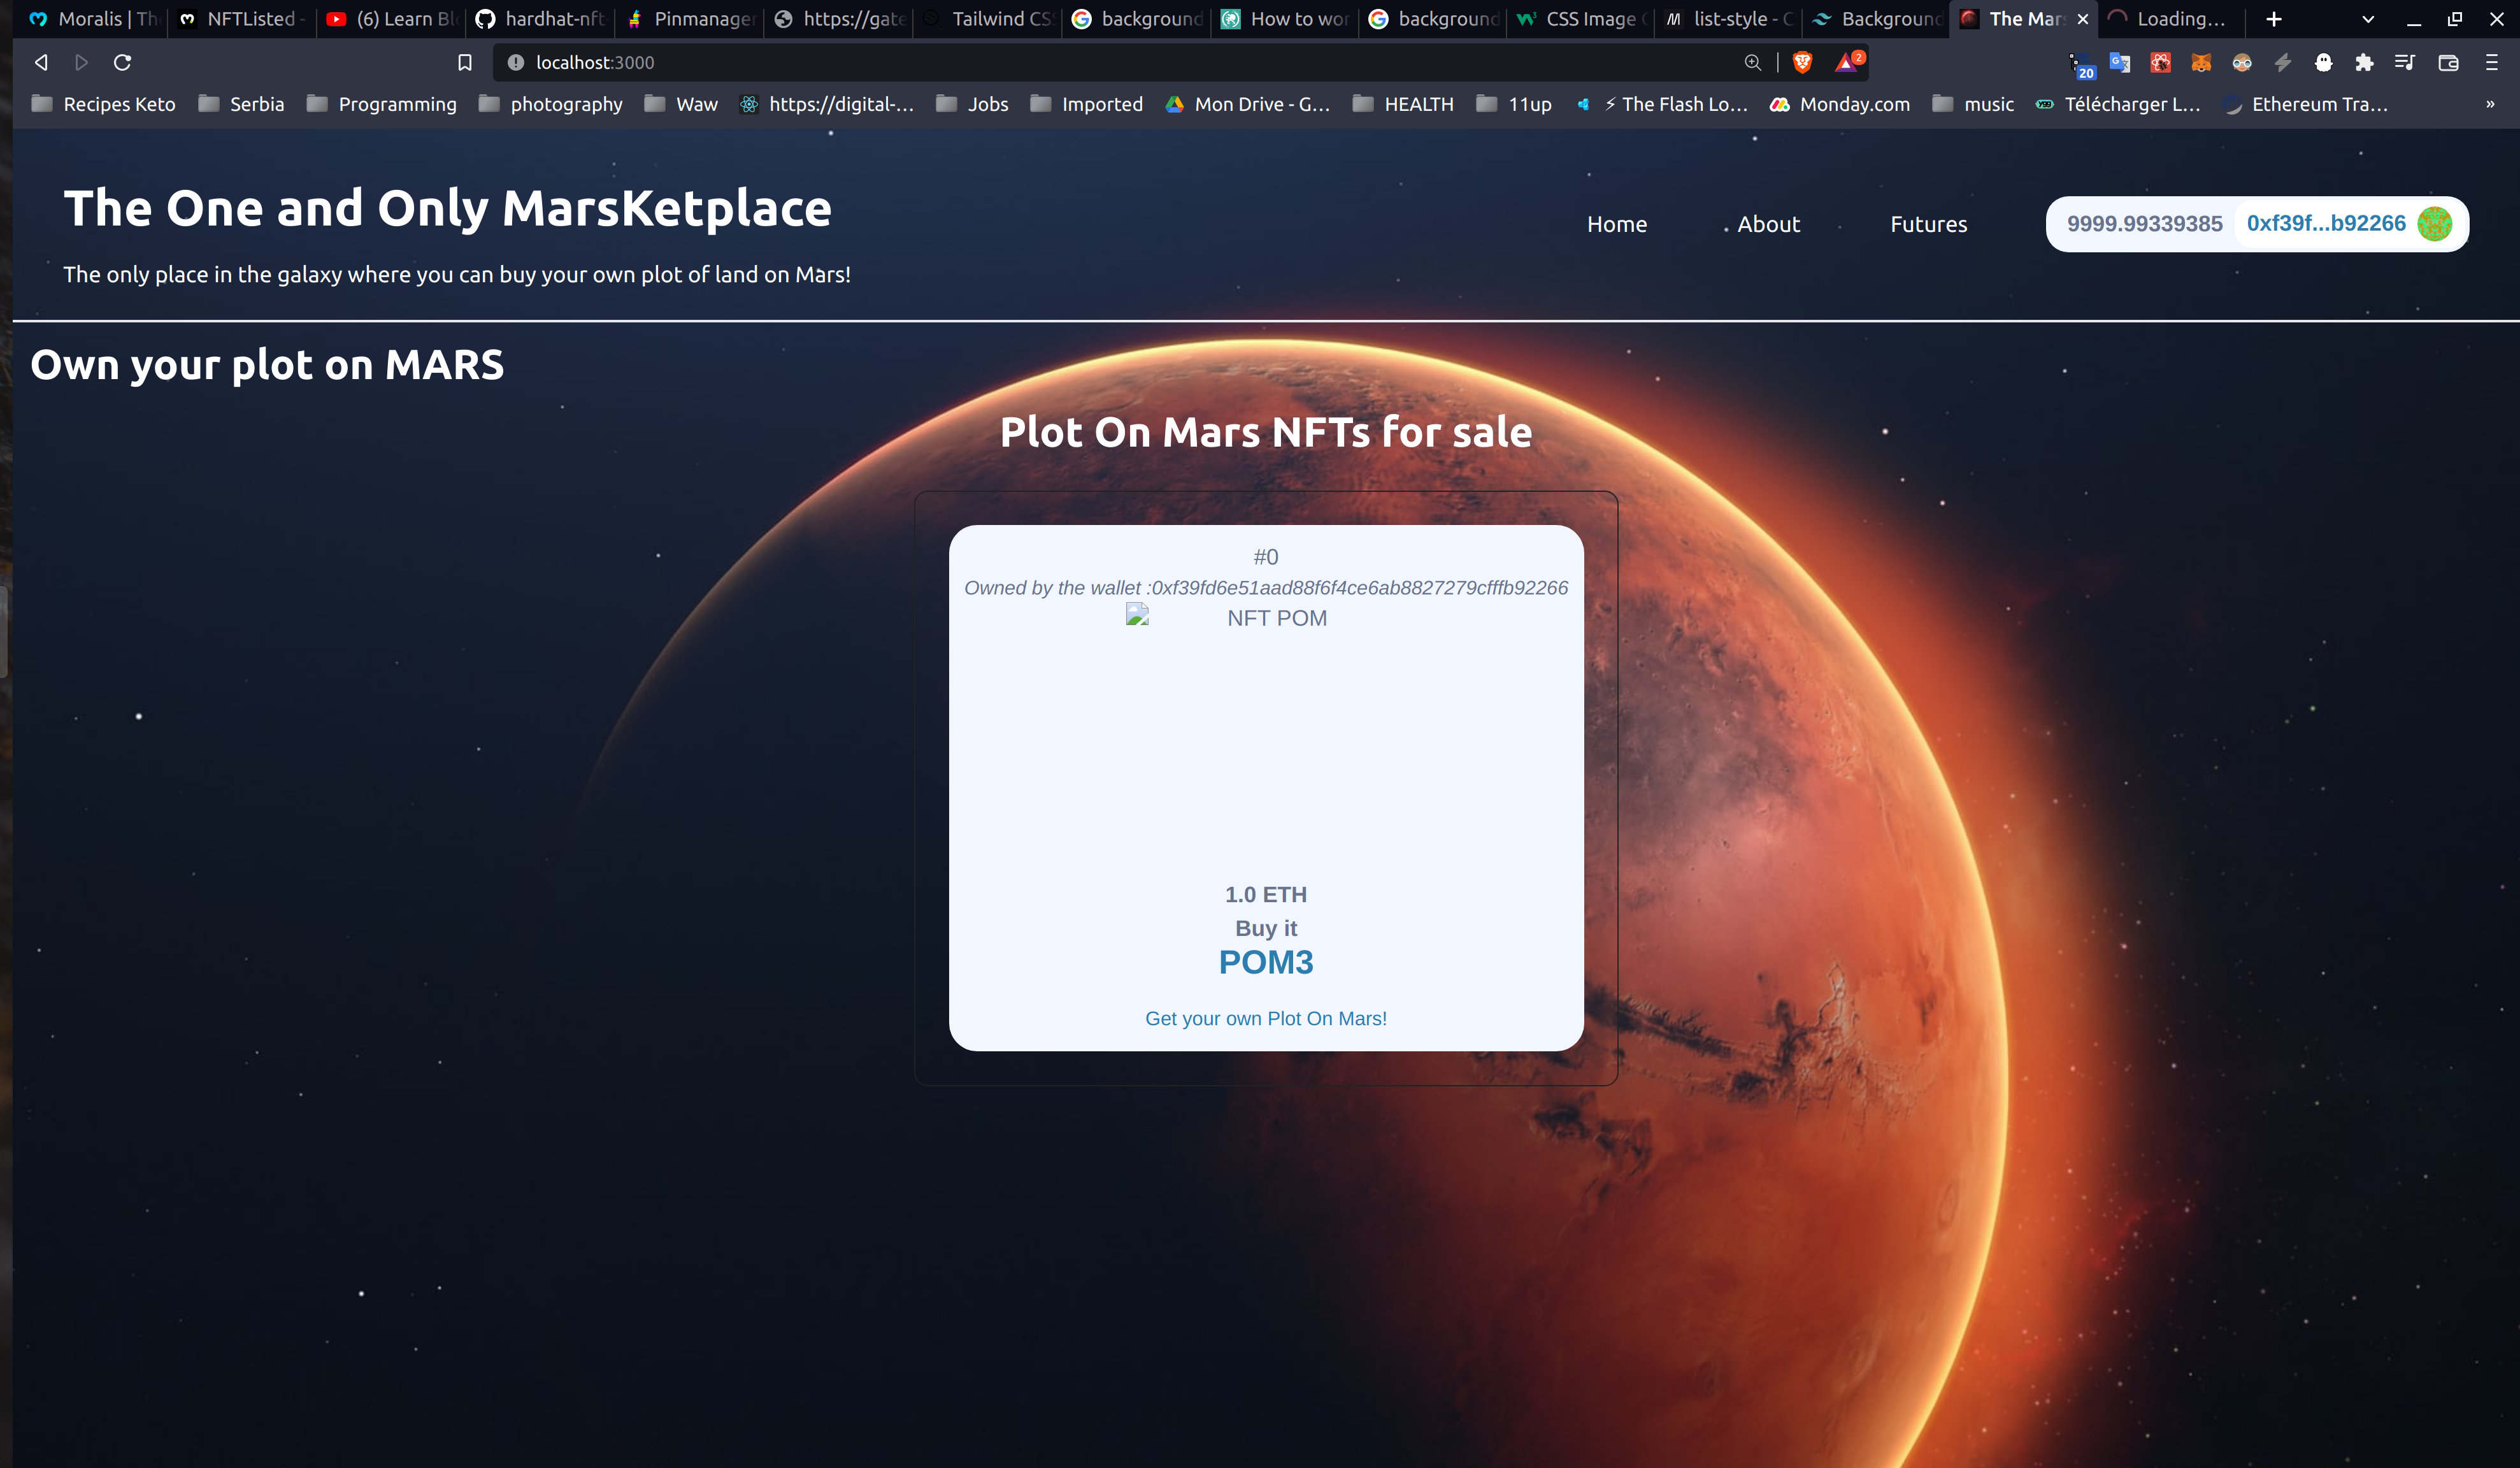 Moralis | Th
NFTListed -
(6) Learn Bl
hardhat-nft
Pinmanager
https://gate
Tailwind CS
background
How to wor
background
CSS Image
list-style - C
Background
The Mar
Loading...
localhost:3000
2
20
Recipes Keto
Serbia
Programming
photography
Waw
https://digital-...
Jobs
Imported
Mon Drive - G...
HEALTH
11up
⚡ The Flash Lo...
Monday.com
music
Télécharger L...
Ethereum Tra...
»
The One and Only MarsKetplace
The only place in the galaxy where you can buy your own plot of land on Mars!
Home
About
Futures
9999.99339385
0xf39f...b92266
Own your plot on MARS
Plot On Mars NFTs for sale
#0
Owned by the wallet :0xf39fd6e51aad88f6f4ce6ab8827279cfffb92266
NFT POM
1.0 ETH
Buy it
POM3
Get your own Plot On Mars!